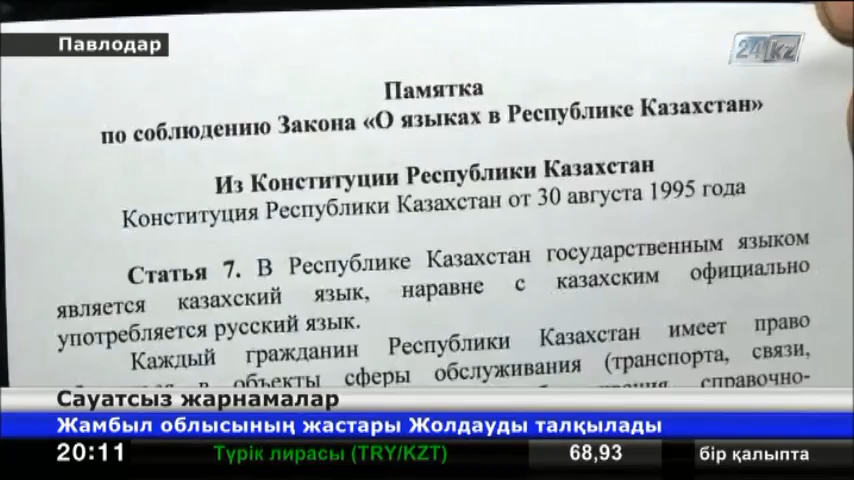 Павлодар
24 kz
Памятка
по соблюдению Закона «О языках в Республике Казахстан»
Из Конституции Республики Казахстан
Конституция Республики Казахстан от 30 августа 1995 года
Статья 7. В Республике Казахстан государственным языком
является казахский язык, наравне с казахским официально
употребляется русский язык.
Каждый гражданин Республики Казахстан имеет право
в объекты сферы обслуживания (транспорта, связи,
справочно-
Сауатсыз жарнамалар
Жамбыл облысының жастары Жолдауды талқылады
20:11 Түрік лирасы (TRY/KZT) 68,93 бір қалыпта